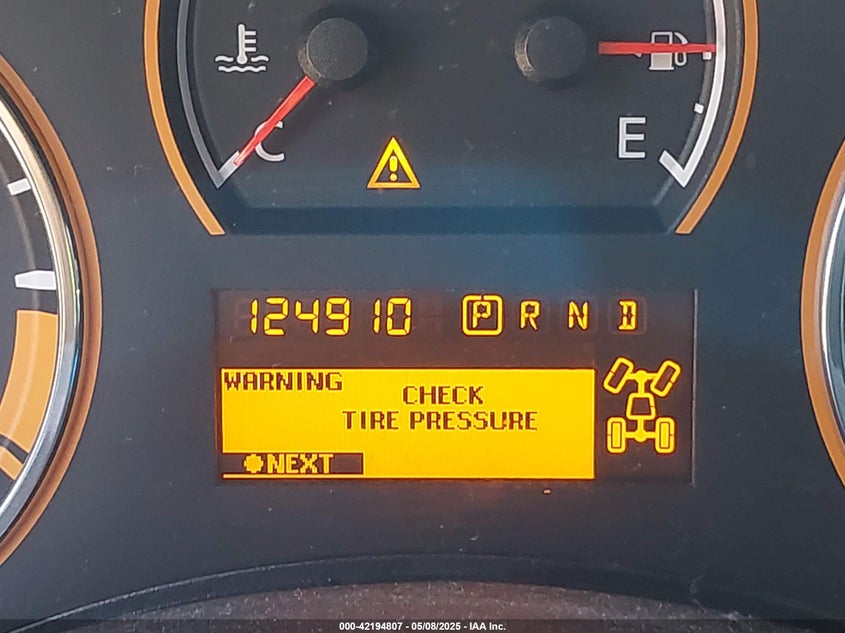 C
E
124910 P R N D
WARNING
CHECK
TIRE PRESSURE
NEXT
000-42194807 - 05/08/2025 - IAA Inc.